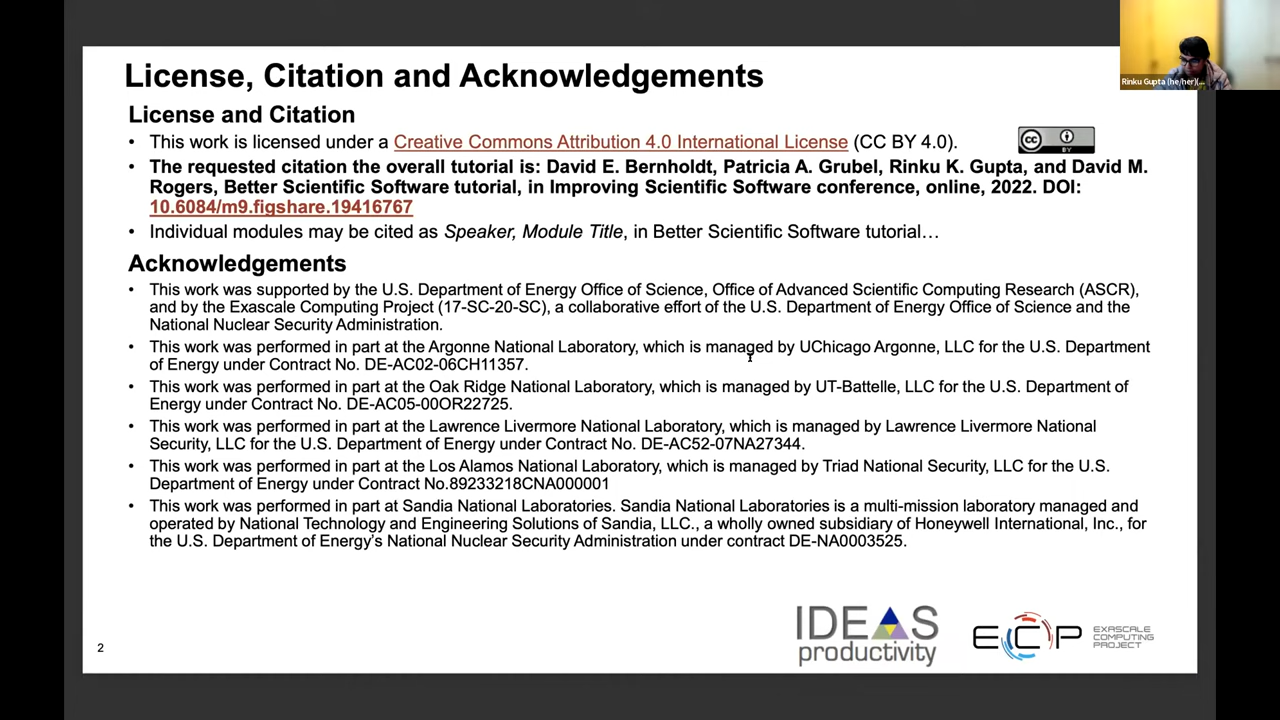 License, Citation and Acknowledgements
License and Citation
• This work is licensed under a Creative Commons Attribution 4.0 International License (CC BY 4.0).
cc
BY
• The requested citation the overall tutorial is: David E. Bernholdt, Patricia A. Grubel, Rinku K. Gupta, and David M.
Rogers, Better Scientific Software tutorial, in Improving Scientific Software conference, online, 2022. DOI:
10.6084/m9.figshare.19416767
• Individual modules may be cited as Speaker, Module Title, in Better Scientific Software tutorial…
Acknowledgements
• This work was supported by the U.S. Department of Energy Office of Science, Office of Advanced Scientific Computing Research (ASCR),
and by the Exascale Computing Project (17-SC-20-SC), a collaborative effort of the U.S. Department of Energy Office of Science and the
National Nuclear Security Administration.
• This work was performed in part at the Argonne National Laboratory, which is managed by UChicago Argonne, LLC for the U.S. Department
of Energy under Contract No. DE-AC02-06CH11357.
• This work was performed in part at the Oak Ridge National Laboratory, which is managed by UT-Battelle, LLC for the U.S. Department of
Energy under Contract No. DE-AC05-00OR22725.
• This work was performed in part at the Lawrence Livermore National Laboratory, which is managed by Lawrence Livermore National
Security, LLC for the U.S. Department of Energy under Contract No. DE-AC52-07NA27344.
• This work was performed in part at the Los Alamos National Laboratory, which is managed by Triad National Security, LLC for the U.S.
Department of Energy under Contract No.89233218CNA000001
• This work was performed in part at Sandia National Laboratories. Sandia National Laboratories is a multi-mission laboratory managed and
operated by National Technology and Engineering Solutions of Sandia, LLC., a wholly owned subsidiary of Honeywell International, Inc., for
the U.S. Department of Energy’s National Nuclear Security Administration under contract DE-NA0003525.
2
IDEAS
productivity
ECP
EXASCALE
COMPUTING
PROJECT
Rinku Gupta (he/her)(...